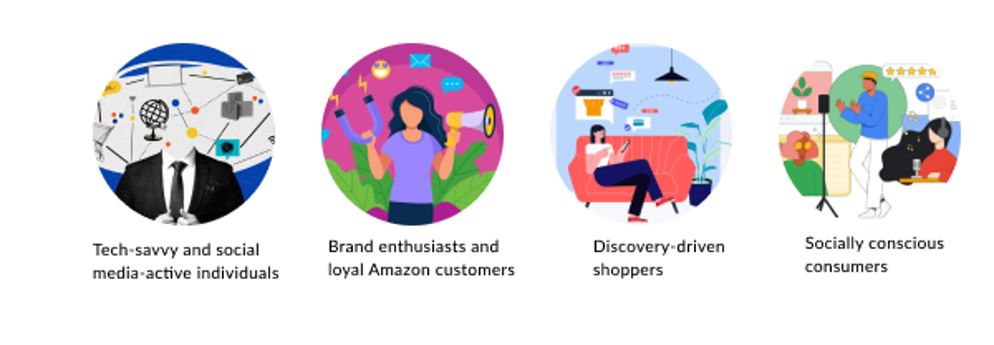 Tech-savvy and social
media-active individuals
Brand enthusiasts and
loyal Amazon customers
Discovery-driven
shoppers
Socially conscious
consumers